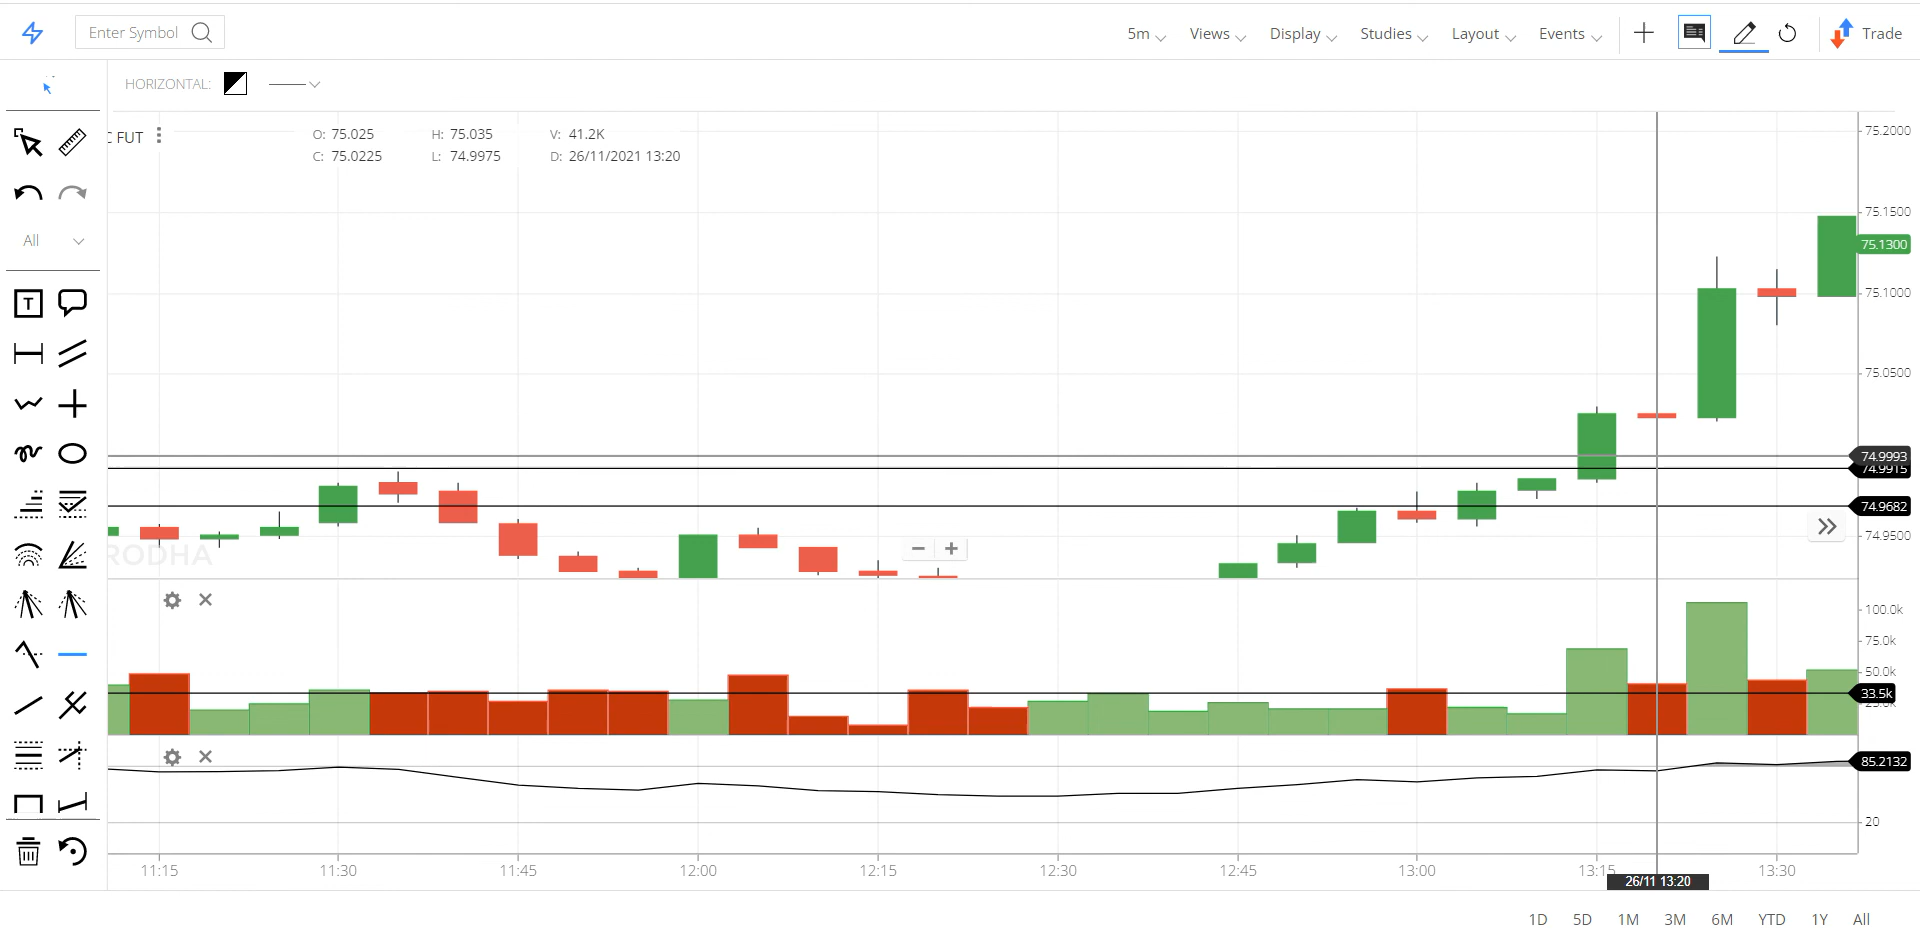 Enter Symbol 5m Views Display Studies Layout Events Trade
HORIZONTAL:
C FUT O: 75.025 H: 75.035 V: 41.2K
C: 75.0225 L: 74.9975 D: 26/11/2021 13:20
All
T
75.2000
75.1500
75.1300
75.1000
75.0500
74.9993
74.9915
74.9682
74.9500
RODHA
100.0k
75.0k
50.0k
33.5k
85.2132
20
11:15 11:30 11:45 12:00 12:15 12:30 12:45 13:00 13:15 13:30
26/11 13:20
1D 5D 1M 3M 6M YTD 1Y All